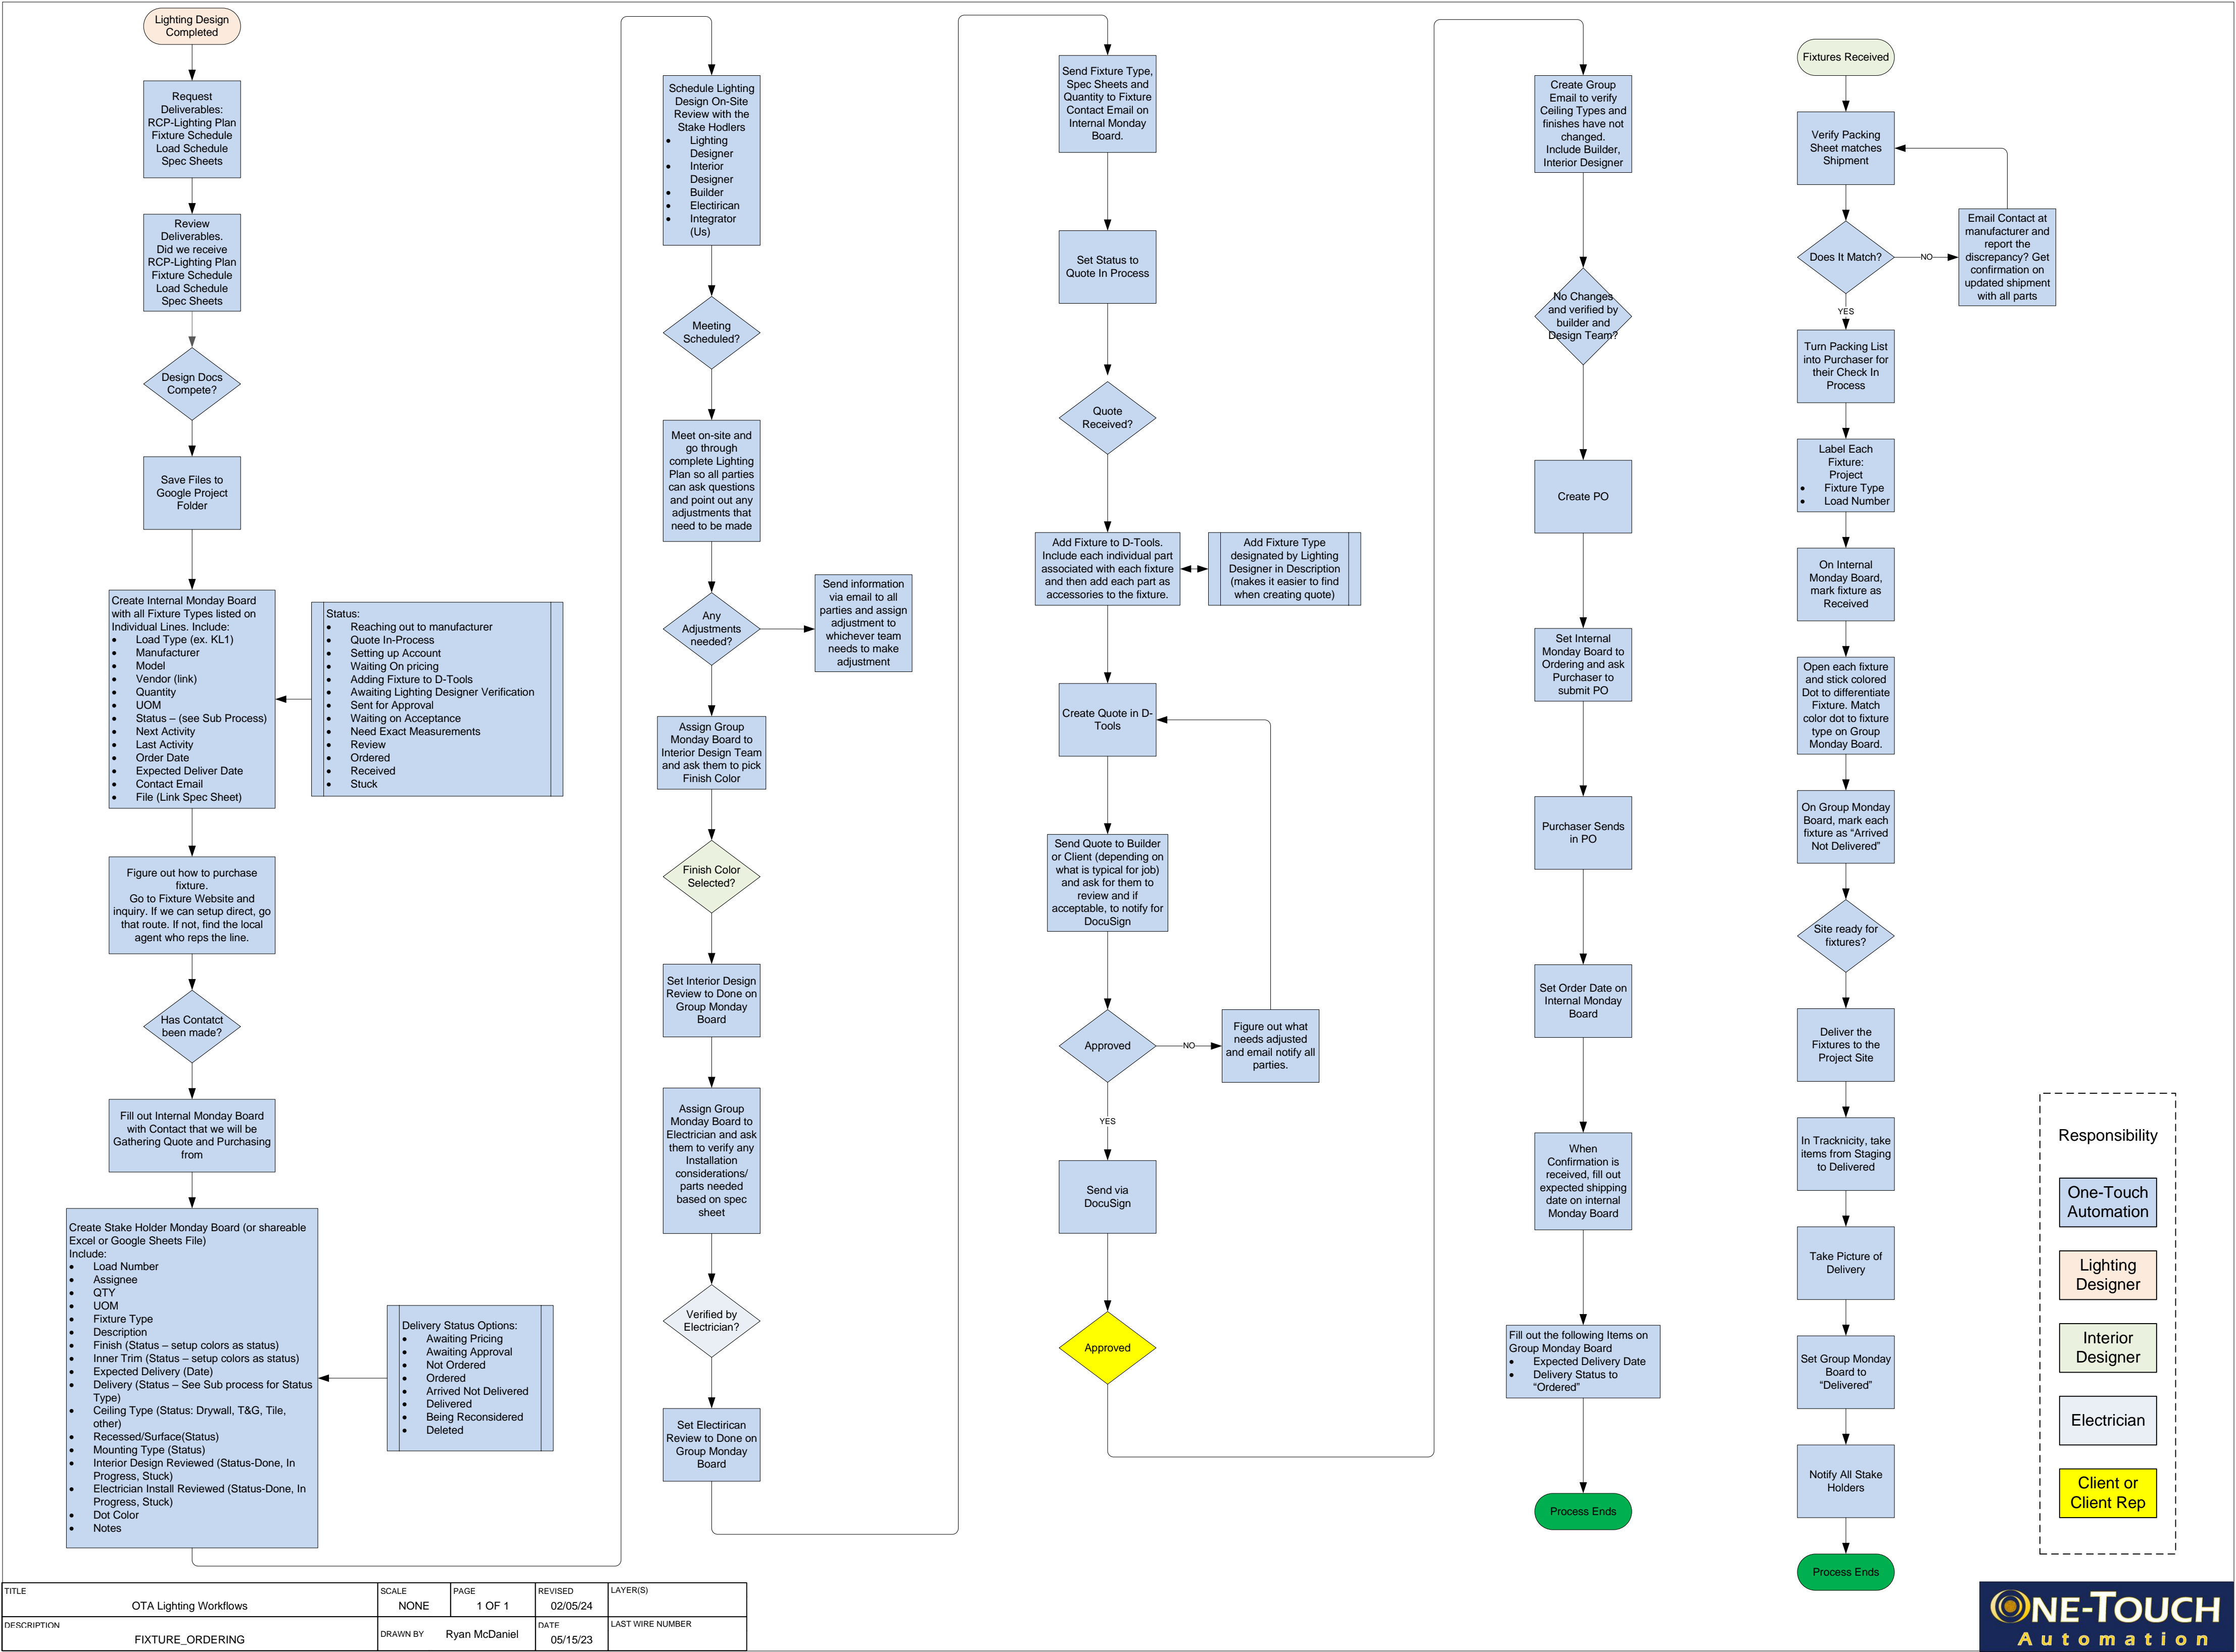 Lighting Design
Completed
Request
Deliverables:
RCP-Lighting Plan
Fixture Schedule
Load Schedule
Spec Sheets
Review
Deliverables.
Did we receive
RCP-Lighting Plan
Fixture Schedule
Load Schedule
Spec Sheets
Design Docs
Compete?
Save Files to
Google Project
Folder
Create Internal Monday Board
with all Fixture Types listed on
Individual Lines. Include:
• Load Type (ex. KL1)
• Manufacturer
• Model
• Vendor (link)
• Quantity
• UOM
• Status – (see Sub Process)
• Next Activity
• Last Activity
• Order Date
• Expected Deliver Date
• Contact Email
• File (Link Spec Sheet)
Status:
• Reaching out to manufacturer
• Quote In-Process
• Setting up Account
• Waiting On pricing
• Adding Fixture to D-Tools
• Awaiting Lighting Designer Verification
• Sent for Approval
• Waiting on Acceptance
• Need Exact Measurements
• Review
• Ordered
• Received
• Stuck
Figure out how to purchase
fixture.
Go to Fixture Website and
inquiry. If we can setup direct, go
that route. If not, find the local
agent who reps the line.
Has Contatct
been made?
Fill out Internal Monday Board
with Contact that we will be
Gathering Quote and Purchasing
from
Create Stake Holder Monday Board (or shareable
Excel or Google Sheets File)
Include:
• Load Number
• Assignee
• QTY
• UOM
• Fixture Type
• Description
• Finish (Status – setup colors as status)
• Inner Trim (Status – setup colors as status)
• Expected Delivery (Date)
• Delivery (Status – See Sub process for Status
Type)
• Ceiling Type (Status: Drywall, T&G, Tile,
other)
• Recessed/Surface(Status)
• Mounting Type (Status)
• Interior Design Reviewed (Status-Done, In
Progress, Stuck)
• Electrician Install Reviewed (Status-Done, In
Progress, Stuck)
• Dot Color
• Notes
Delivery Status Options:
• Awaiting Pricing
• Awaiting Approval
• Not Ordered
• Ordered
• Arrived Not Delivered
• Delivered
• Being Reconsidered
• Deleted
Schedule Lighting
Design On-Site
Review with the
Stake Hodlers
• Lighting
Designer
• Interior
Designer
• Builder
• Electirican
• Integrator
(Us)
Meeting
Scheduled?
Meet on-site and
go through
complete Lighting
Plan so all parties
can ask questions
and point out any
adjustments that
need to be made
Any
Adjustments
needed?
Send information
via email to all
parties and assign
adjustment to
whichever team
needs to make
adjustment
Assign Group
Monday Board to
Interior Design Team
and ask them to pick
Finish Color
Finish Color
Selected?
Set Interior Design
Review to Done on
Group Monday
Board
Assign Group
Monday Board to
Electrician and ask
them to verify any
Installation
considerations/
parts needed
based on spec
sheet
Verified by
Electrician?
Set Electirican
Review to Done on
Group Monday
Board
Send Fixture Type,
Spec Sheets and
Quantity to Fixture
Contact Email on
Internal Monday
Board.
Set Status to
Quote In Process
Quote
Received?
Add Fixture to D-Tools.
Include each individual part
associated with each fixture
and then add each part as
accessories to the fixture.
Add Fixture Type
designated by Lighting
Designer in Description
(makes it easier to find
when creating quote)
Create Quote in D-
Tools
Send Quote to Builder
or Client (depending on
what is typical for job)
and ask for them to
review and if
acceptable, to notify for
DocuSign
Approved
NO
Figure out what
needs adjusted
and email notify all
parties.
YES
Send via
DocuSign
Approved
Create Group
Email to verify
Ceiling Types and
finishes have not
changed.
Include Builder,
Interior Designer
No Changes
and verified by
builder and
Design Team?
Create PO
Set Internal
Monday Board to
Ordering and ask
Purchaser to
submit PO
Purchaser Sends
in PO
Set Order Date on
Internal Monday
Board
When
Confirmation is
received, fill out
expected shipping
date on internal
Monday Board
Fill out the following Items on
Group Monday Board
• Expected Delivery Date
• Delivery Status to
“Ordered”
Process Ends
Fixtures Received
Verify Packing
Sheet matches
Shipment
Does It Match?
NO
Email Contact at
manufacturer and
report the
discrepancy? Get
confirmation on
updated shipment
with all parts
YES
Turn Packing List
into Purchaser for
their Check In
Process
Label Each
Fixture:
Project
• Fixture Type
• Load Number
On Internal
Monday Board,
mark fixture as
Received
Open each fixture
and stick colored
Dot to differentiate
Fixture. Match
color dot to fixture
type on Group
Monday Board.
On Group Monday
Board, mark each
fixture as “Arrived
Not Delivered”
Site ready for
fixtures?
Deliver the
Fixtures to the
Project Site
In Tracknicity, take
items from Staging
to Delivered
Take Picture of
Delivery
Set Group Monday
Board to
“Delivered”
Notify All Stake
Holders
Process Ends
Responsibility
One-Touch
Automation
Lighting
Designer
Interior
Designer
Electrician
Client or
Client Rep
TITLE
OTA Lighting Workflows
SCALE
NONE
PAGE
1 OF 1
REVISED
02/05/24
LAYER(S)
DESCRIPTION
FIXTURE_ORDERING
DRAWN BY Ryan McDaniel
DATE
05/15/23
LAST WIRE NUMBER
ONE-TOUCH
Automation